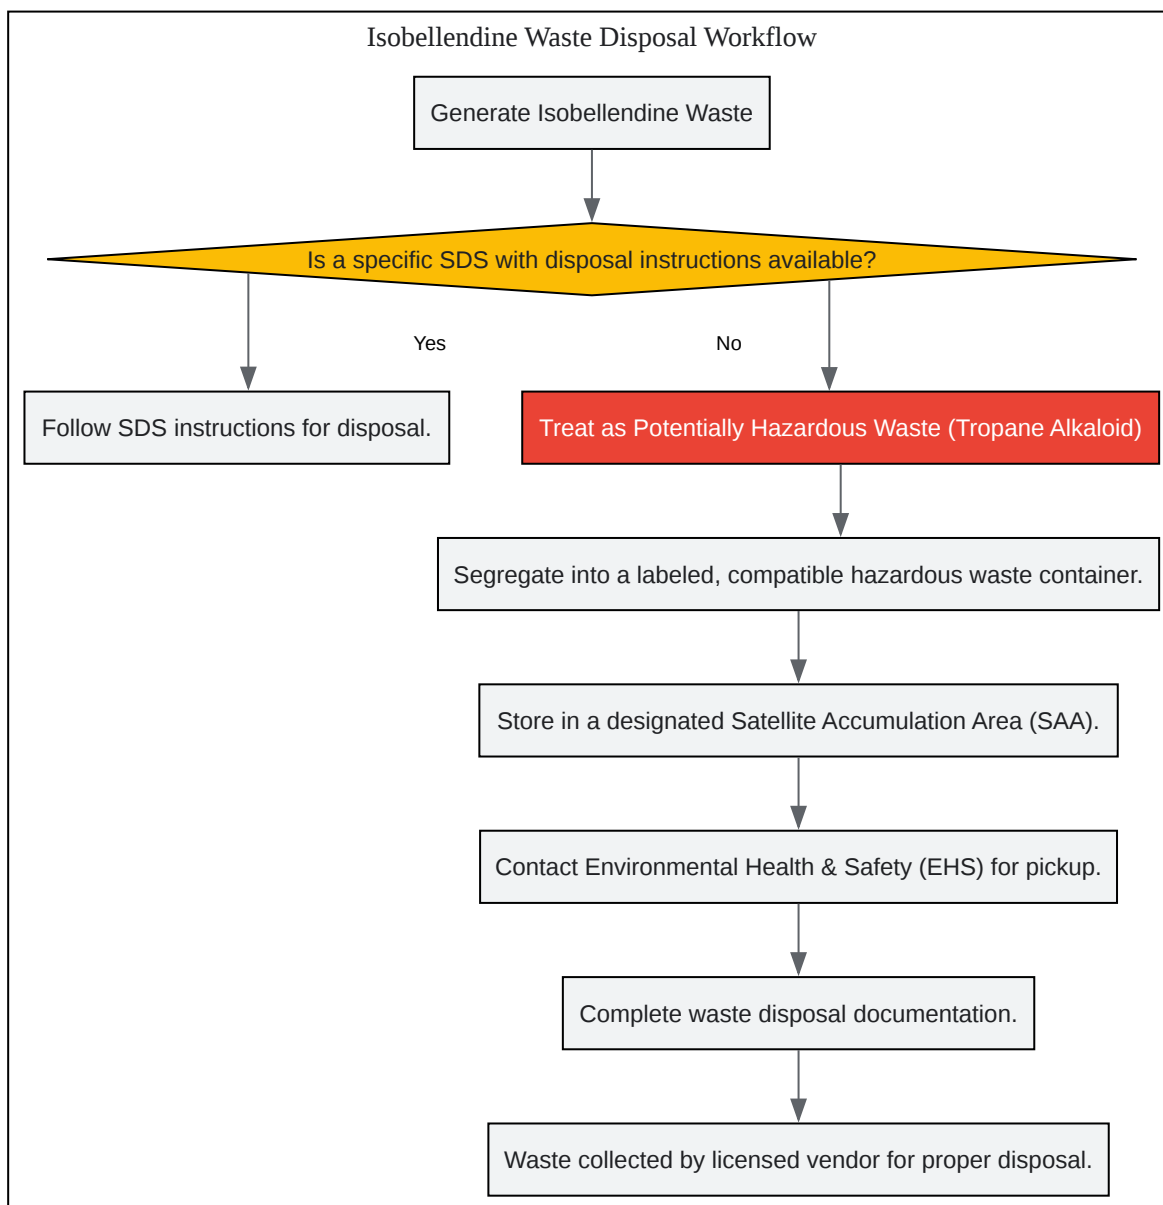 Isobellendine Waste Disposal Workflow
Generate Isobellendine Waste
Is a specific SDS with disposal instructions available?
Yes
No
Follow SDS instructions for disposal.
Treat as Potentially Hazardous Waste (Tropane Alkaloid)
Segregate into a labeled, compatible hazardous waste container.
Store in a designated Satellite Accumulation Area (SAA).
Contact Environmental Health & Safety (EHS) for pickup.
Complete waste disposal documentation.
Waste collected by licensed vendor for proper disposal.